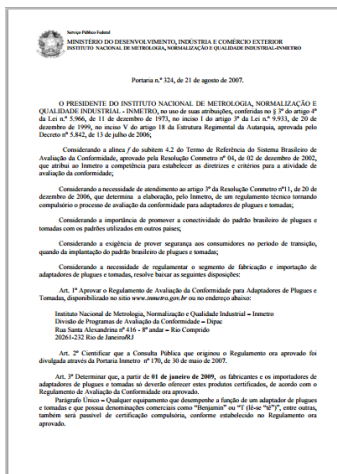 Serviço Público Federal
MINISTÉRIO DO DESENVOLVIMENTO, INDÚSTRIA E COMÉRCIO EXTERIOR
INSTITUTO NACIONAL DE METROLOGIA, NORMALIZAÇÃO E QUALIDADE INDUSTRIAL-INMETRO
Portaria n.º 324, de 21 de agosto de 2007.
O PRESIDENTE DO INSTITUTO NACIONAL DE METROLOGIA, NORMALIZAÇÃO E
QUALIDADE INDUSTRIAL - INMETRO, no uso de suas atribuições, conferidas no § 3º do artigo 4º
da Lei n.º 5.966, de 11 de dezembro de 1973, no inciso I do artigo 3º da Lei n.º 9.933, de 20 de
dezembro de 1999, no inciso V do artigo 18 da Estrutura Regimental da Autarquia, aprovada pelo
Decreto nº 5.842, de 13 de julho de 2006;
Considerando a alínea f do subitem 4.2 do Termo de Referência do Sistema Brasileiro de
Avaliação da Conformidade, aprovado pela Resolução Conmetro nº 04, de 02 de dezembro de 2002,
que atribui ao Inmetro a competência para estabelecer as diretrizes e critérios para a atividade de
avaliação da conformidade;
Considerando a necessidade de atendimento ao artigo 3º da Resolução Conmetro nº11, de 20 de
dezembro de 2006, que determina a elaboração, pelo Inmetro, de um regulamento técnico tornando
compulsório o processo de avaliação da conformidade para adaptadores de plugues e tomadas;
Considerando a importância de promover a conectividade do padrão brasileiro de plugues e
tomadas com os padrões utilizados em outros países;
Considerando a exigência de prover segurança aos consumidores no período de transição,
quando da implantação do padrão brasileiro de plugues e tomadas;
Considerando a necessidade de regulamentar o segmento de fabricação e importação de
adaptadores de plugues e tomadas, resolve baixar as seguintes disposições:
Art. 1º Aprovar o Regulamento de Avaliação da Conformidade para Adaptadores de Plugues e
Tomadas, disponibilizado no sitio www.inmetro.gov.br ou no endereço abaixo:
Instituto Nacional de Metrologia, Normalização e Qualidade Industrial – Inmetro
Divisão de Programas de Avaliação da Conformidade – Dipac
Rua Santa Alexandrina nº 416 - 8º andar – Rio Comprido
20261-232 Rio de Janeiro/RJ
Art. 2º Cientificar que a Consulta Pública que originou o Regulamento ora aprovado foi
divulgada através da Portaria Inmetro nº 170, de 30 de maio de 2007.
Art. 3º Determinar que, a partir de 01 de janeiro de 2009, os fabricantes e os importadores de
adaptadores de plugues e tomadas só deverão oferecer estes produtos certificados, de acordo com o
Regulamento de Avaliação da Conformidade ora aprovado.
Parágrafo Único – Qualquer equipamento que desempenhe a função de um adaptador de plugues
e tomadas e que possua denominações comerciais como "Benjamin" ou "T (lê-se "tê")", entre outras,
também será passível de certificação compulsória, conforme estabelecido no Regulamento ora
aprovado.